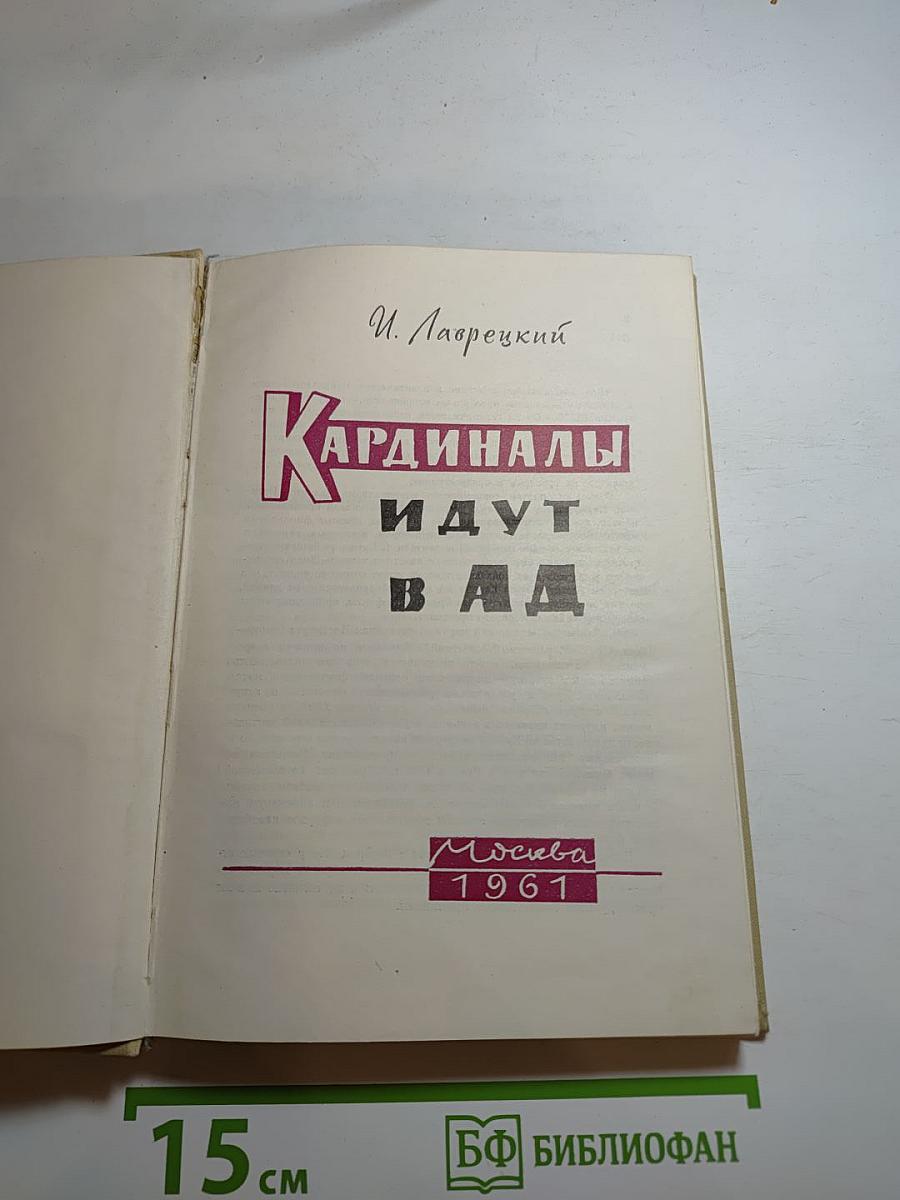 И. Лаврецкий
КАРДИНАЛЫ
ИДУТ
В АД
Москва
1961
15 см
БФ БИБЛИОФАН